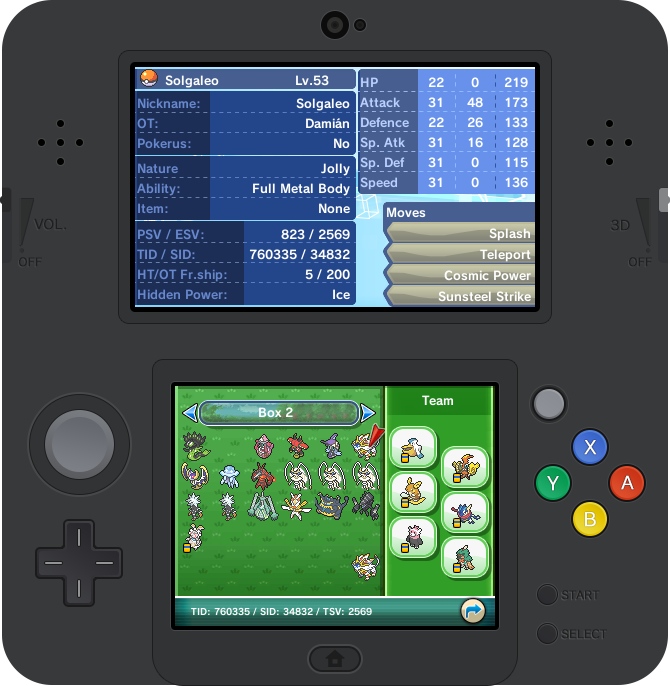 Solgaleo Lv.53
Nickname: Solgaleo
OT: Damián
Pokerus: No
Nature Jolly
Ability: Full Metal Body
Item: None
PSV / ESV: 823 / 2569
TID / SID: 760335 / 34832
HT/OT Fr.ship: 5 / 200
Hidden Power: Ice
HP 22 0 219
Attack 31 48 173
Defence 22 26 133
Sp. Atk 31 16 128
Sp. Def 31 0 115
Speed 31 0 136
Moves
Splash
Teleport
Cosmic Power
Sunsteel Strike
VOL.
OFF
3D
OFF
Box 2
Team
X
Y
A
B
START
SELECT
TID: 760335 / SID: 34832 / TSV: 2569